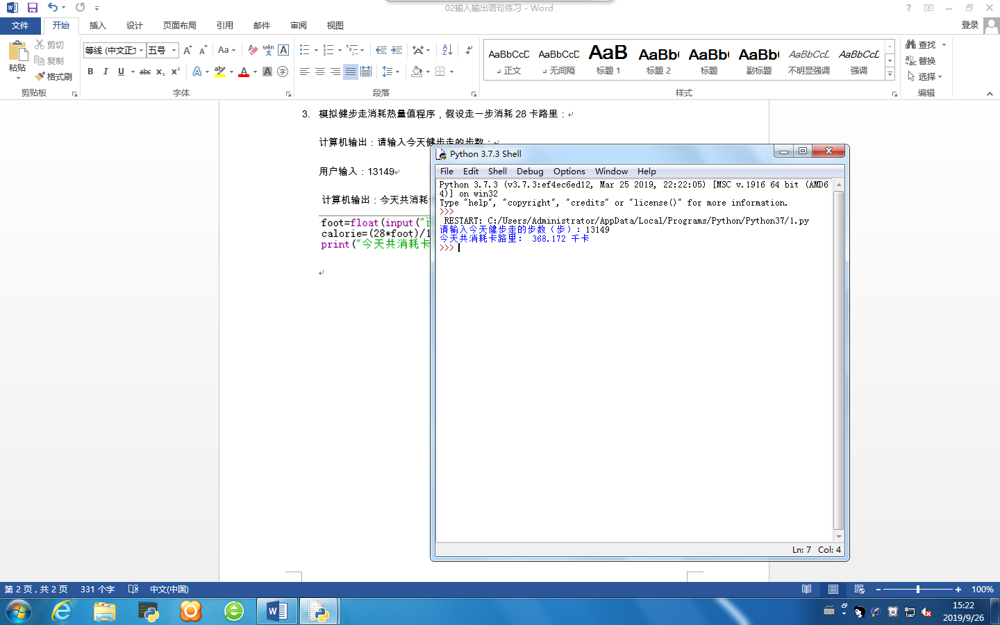 02输入输出语句练习 - Word
文件 开始 插入 设计 页面布局 引用 邮件 审阅 视图 登录
粘贴 剪切 复制 格式刷
等线 (中文正文 五号 Aa wén 文 A
B I U abc x₂ x² A aby A A 字
AaBbCcD AaBbCcD AaB AaBb( AaBb( AaBb( AaBbCcD AaBbCcD
正文 无间隔 标题 1 标题 2 标题 副标题 不明显强调 强调
查找 替换 选择
剪贴板 字体 段落 样式 编辑
3. 模拟健步走消耗热量值程序，假设走一步消耗 28 卡路里：
计算机输出：请输入今天健步走的步数：
用户输入：13149
计算机输出：今天共消耗
foot=float(input("
calorie=(28*foot)/1
print("今天共消耗卡
Python 3.7.3 Shell
File Edit Shell Debug Options Window Help
Python 3.7.3 (v3.7.3:ef4ec6ed12, Mar 25 2019, 22:22:05) [MSC v.1916 64 bit (AMD6
4)] on win32
Type "help", "copyright", "credits" or "license()" for more information.
>>>
RESTART: C:/Users/Administrator/AppData/Local/Programs/Python/Python37/1.py
请输入今天健步走的步数（步）：13149
今天共消耗卡路里： 368.172 千卡
>>>
Ln: 7 Col: 4
第 2 页，共 2 页 331 个字 中文(中国) 100%
15:22
2019/9/26